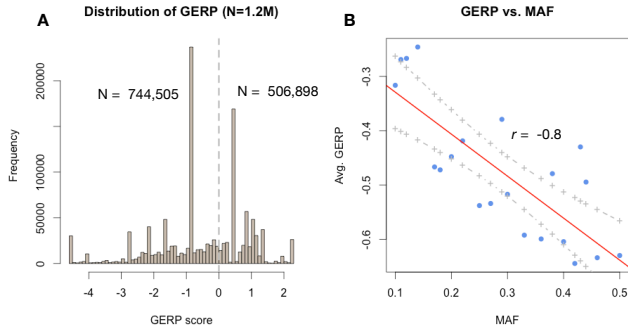 A
Distribution of GERP (N=1.2M)
N = 744,505
N = 506,898
Frequency
0
50000
100000
200000
-4
-3
-2
-1
0
1
2
GERP score
B
GERP vs. MAF
r = -0.8
Avg. GERP
-0.3
-0.4
-0.5
-0.6
0.1
0.2
0.3
0.4
0.5
MAF